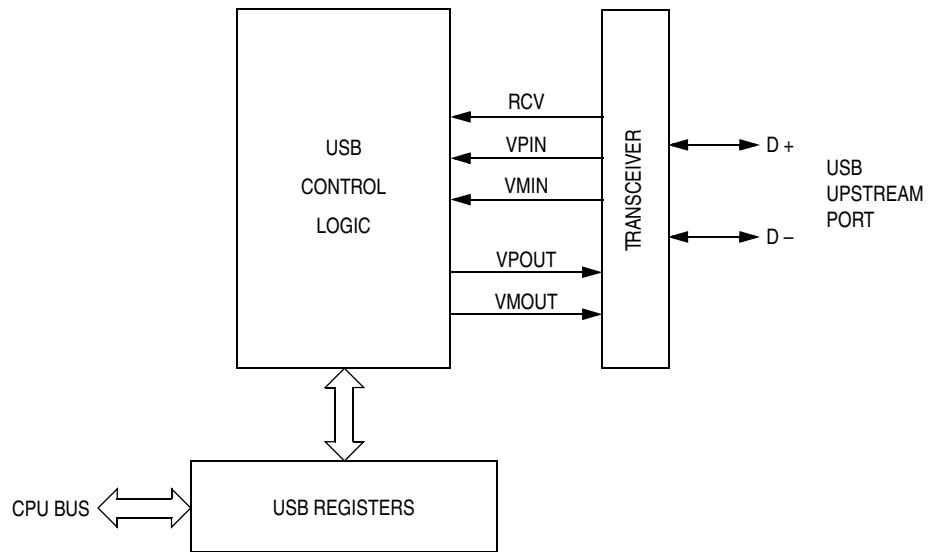 RCV
VPIN
VMIN
VPOUT
VMOUT
USB
CONTROL
LOGIC
TRANSCEIVER
D +
D –
USB
UPSTREAM
PORT
CPU BUS
USB REGISTERS